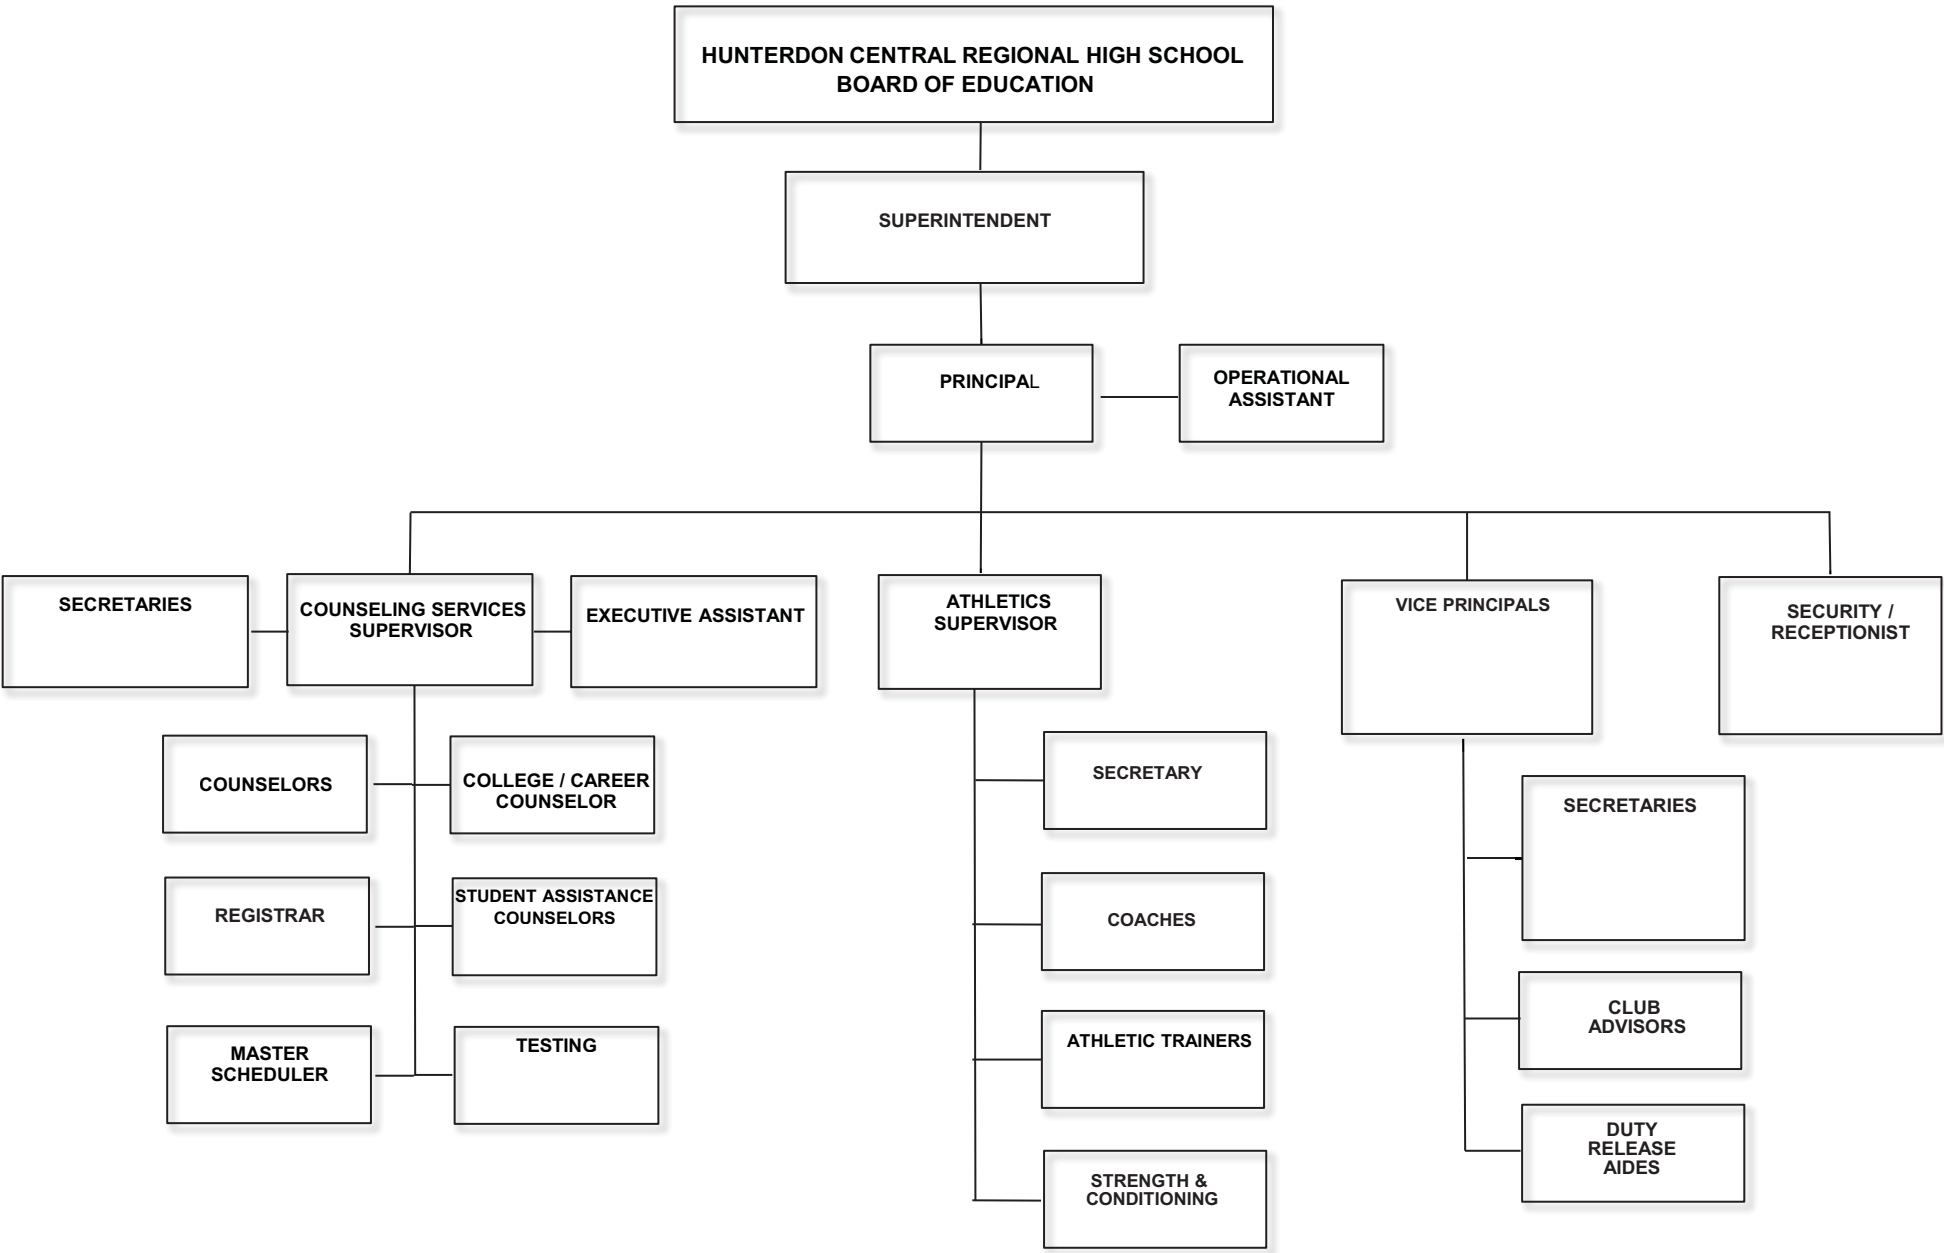 HUNTERDON CENTRAL REGIONAL HIGH SCHOOL
BOARD OF EDUCATION
SUPERINTENDENT
PRINCIPAL
OPERATIONAL
ASSISTANT
SECRETARIES
COUNSELING SERVICES
SUPERVISOR
EXECUTIVE ASSISTANT
ATHLETICS
SUPERVISOR
VICE PRINCIPALS
SECURITY /
RECEPTIONIST
COUNSELORS
COLLEGE / CAREER
COUNSELOR
REGISTRAR
STUDENT ASSISTANCE
COUNSELORS
MASTER
SCHEDULER
TESTING
SECRETARY
COACHES
ATHLETIC TRAINERS
STRENGTH &
CONDITIONING
SECRETARIES
CLUB
ADVISORS
DUTY
RELEASE
AIDES